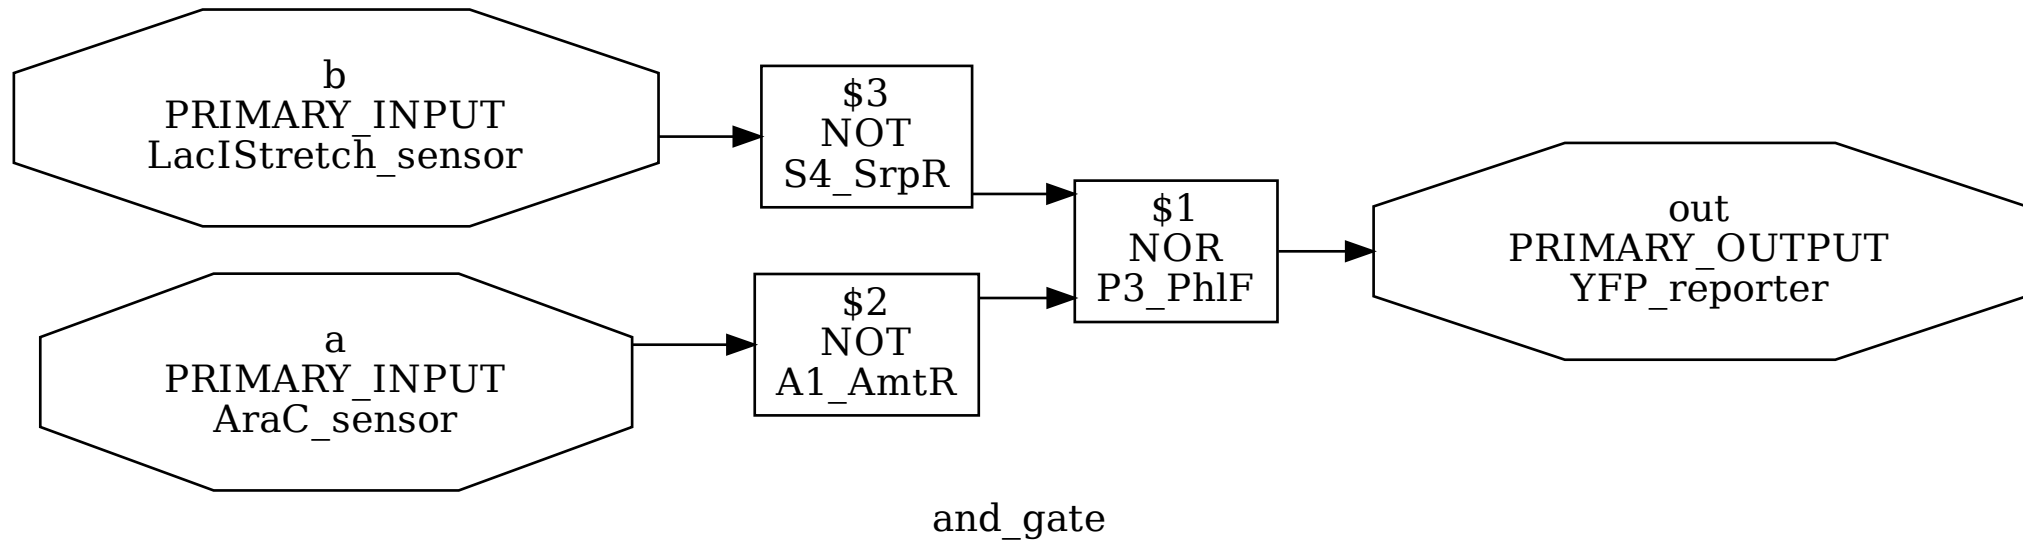 b
PRIMARY_INPUT
LacIStretch_sensor
$3
NOT
S4_SrpR
a
PRIMARY_INPUT
AraC_sensor
$2
NOT
A1_AmtR
$1
NOR
P3_PhlF
out
PRIMARY_OUTPUT
YFP_reporter
and_gate